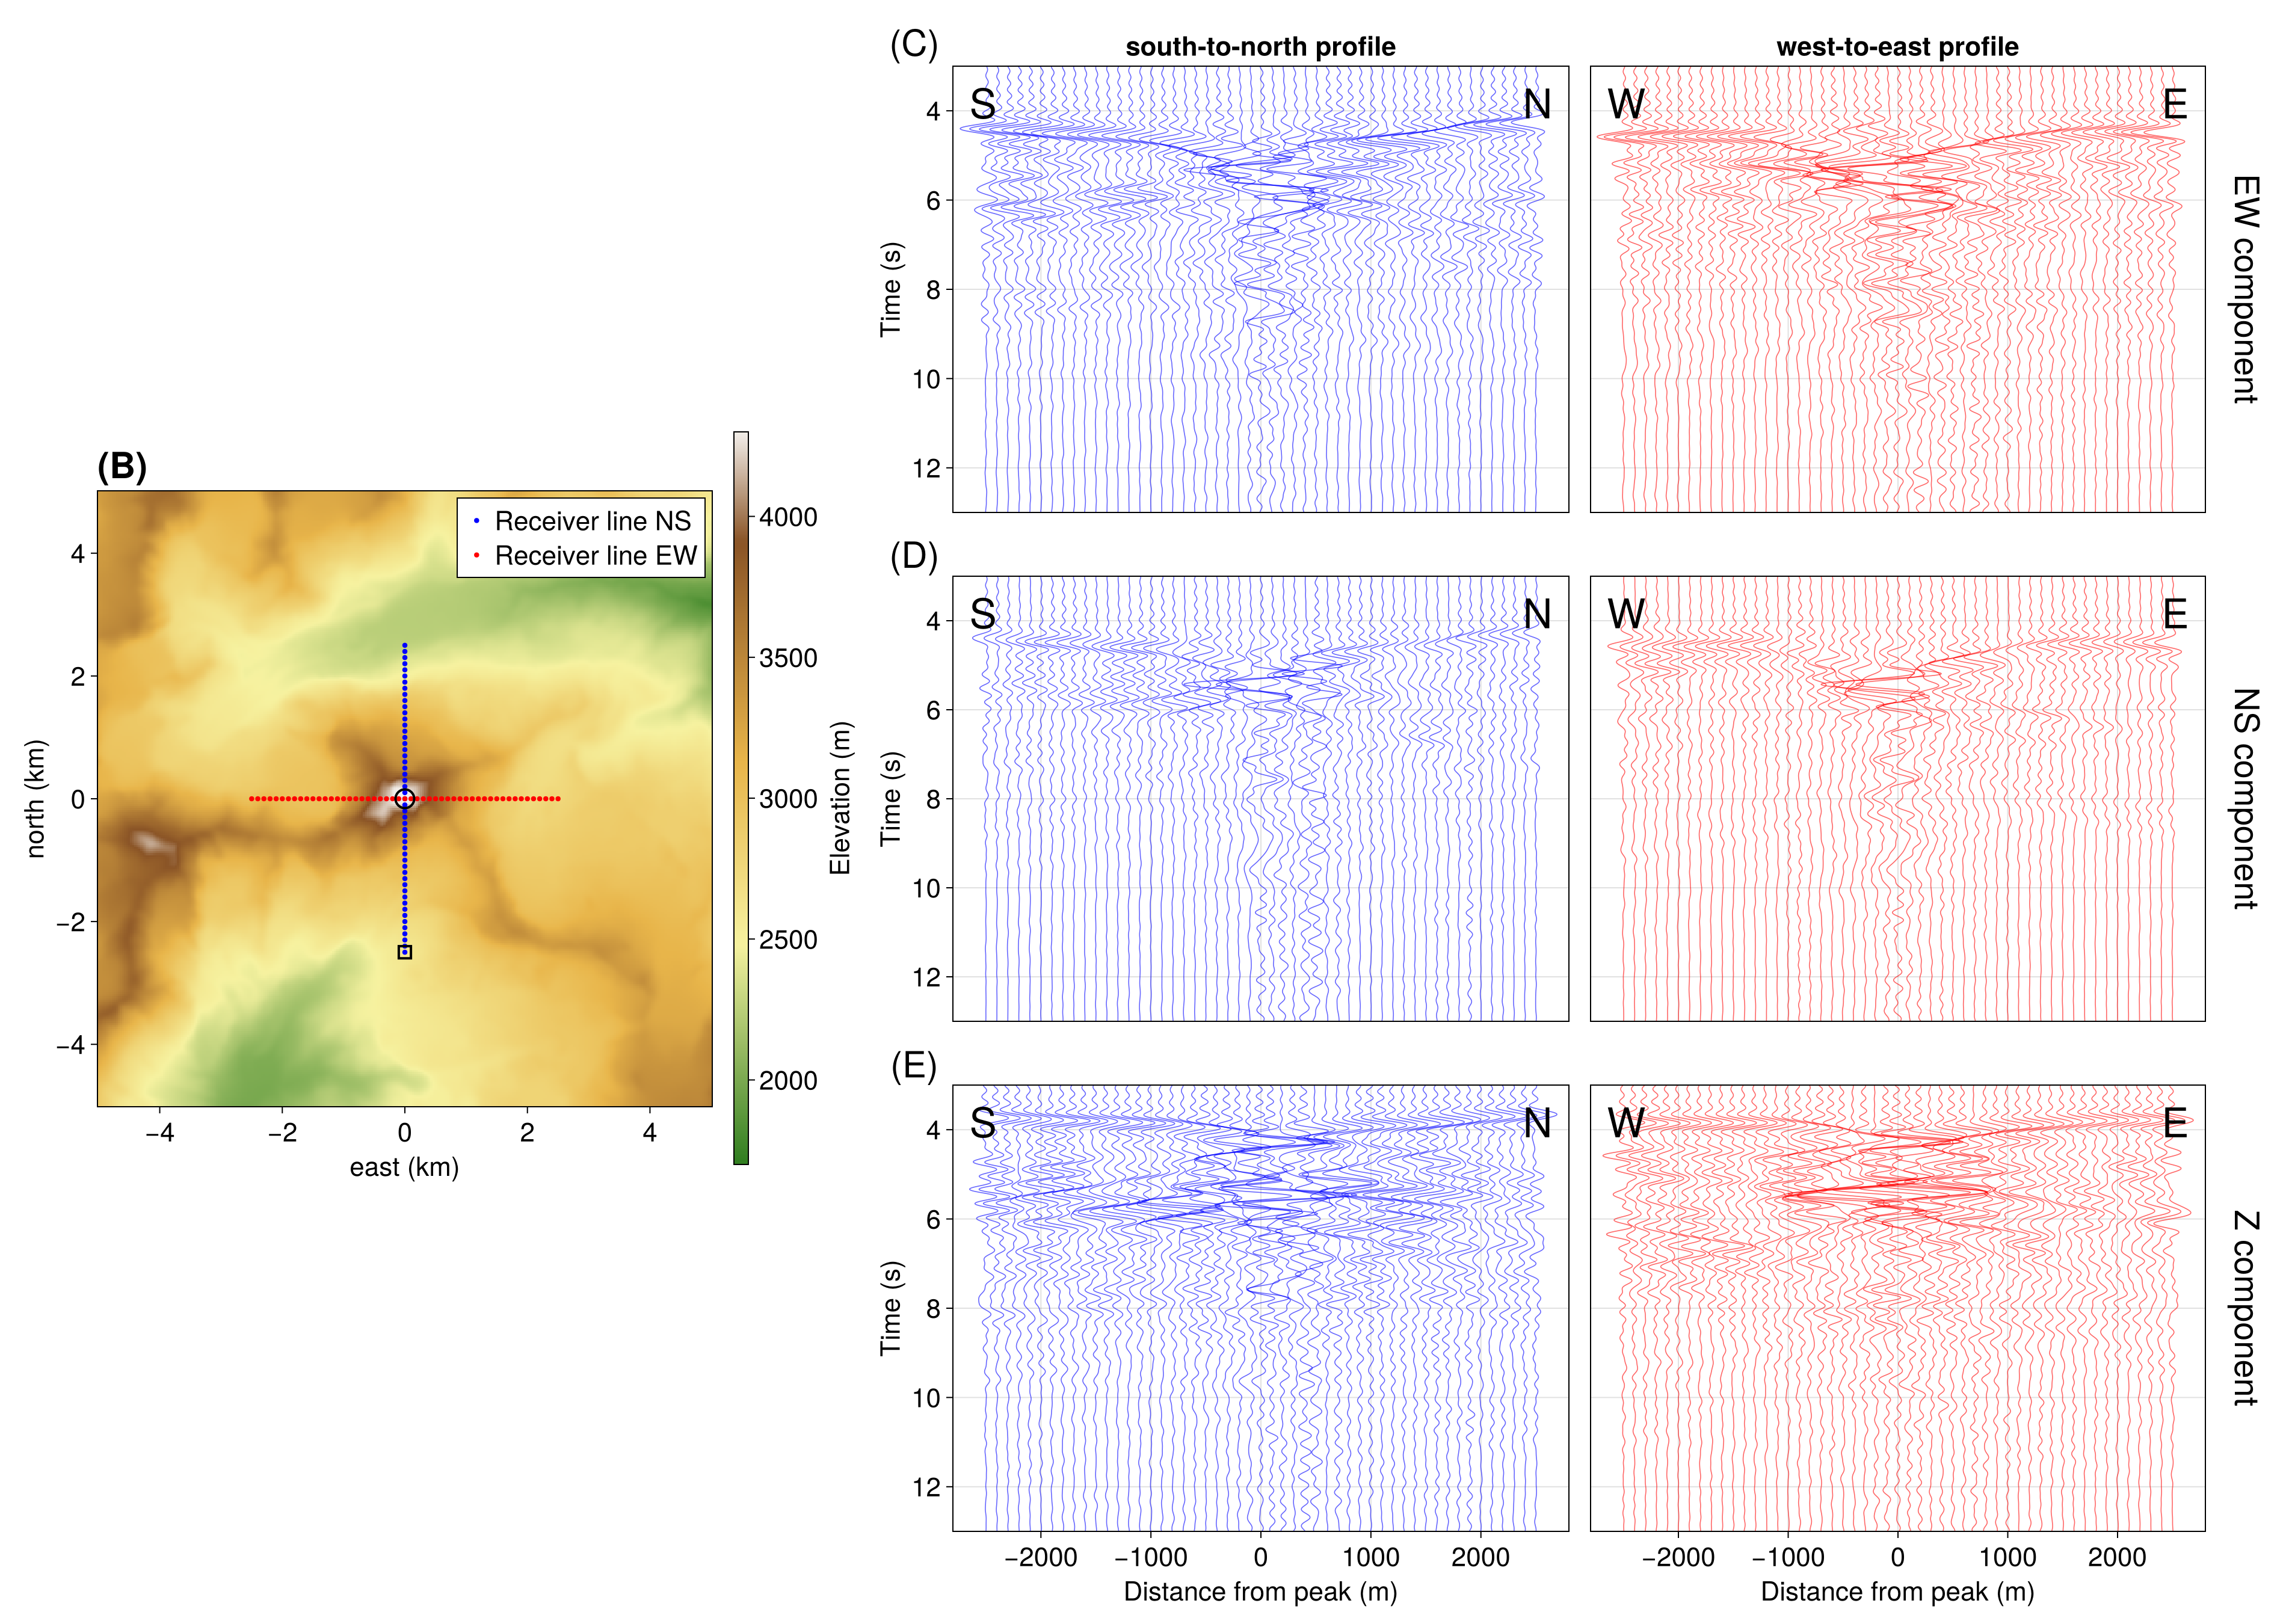 (B)
Receiver line NS
Receiver line EW
4
2
0
−2
−4
north (km)
−4 −2 0 2 4
east (km)
4000
3500
3000
2500
2000
Elevation (m)
(C)
south-to-north profile
west-to-east profile
S N
W E
4
6
8
10
12
Time (s)
EW component
(D)
S N
W E
4
6
8
10
12
Time (s)
NS component
(E)
S N
W E
4
6
8
10
12
Time (s)
Z component
−2000 −1000 0 1000 2000
−2000 −1000 0 1000 2000
Distance from peak (m)
Distance from peak (m)